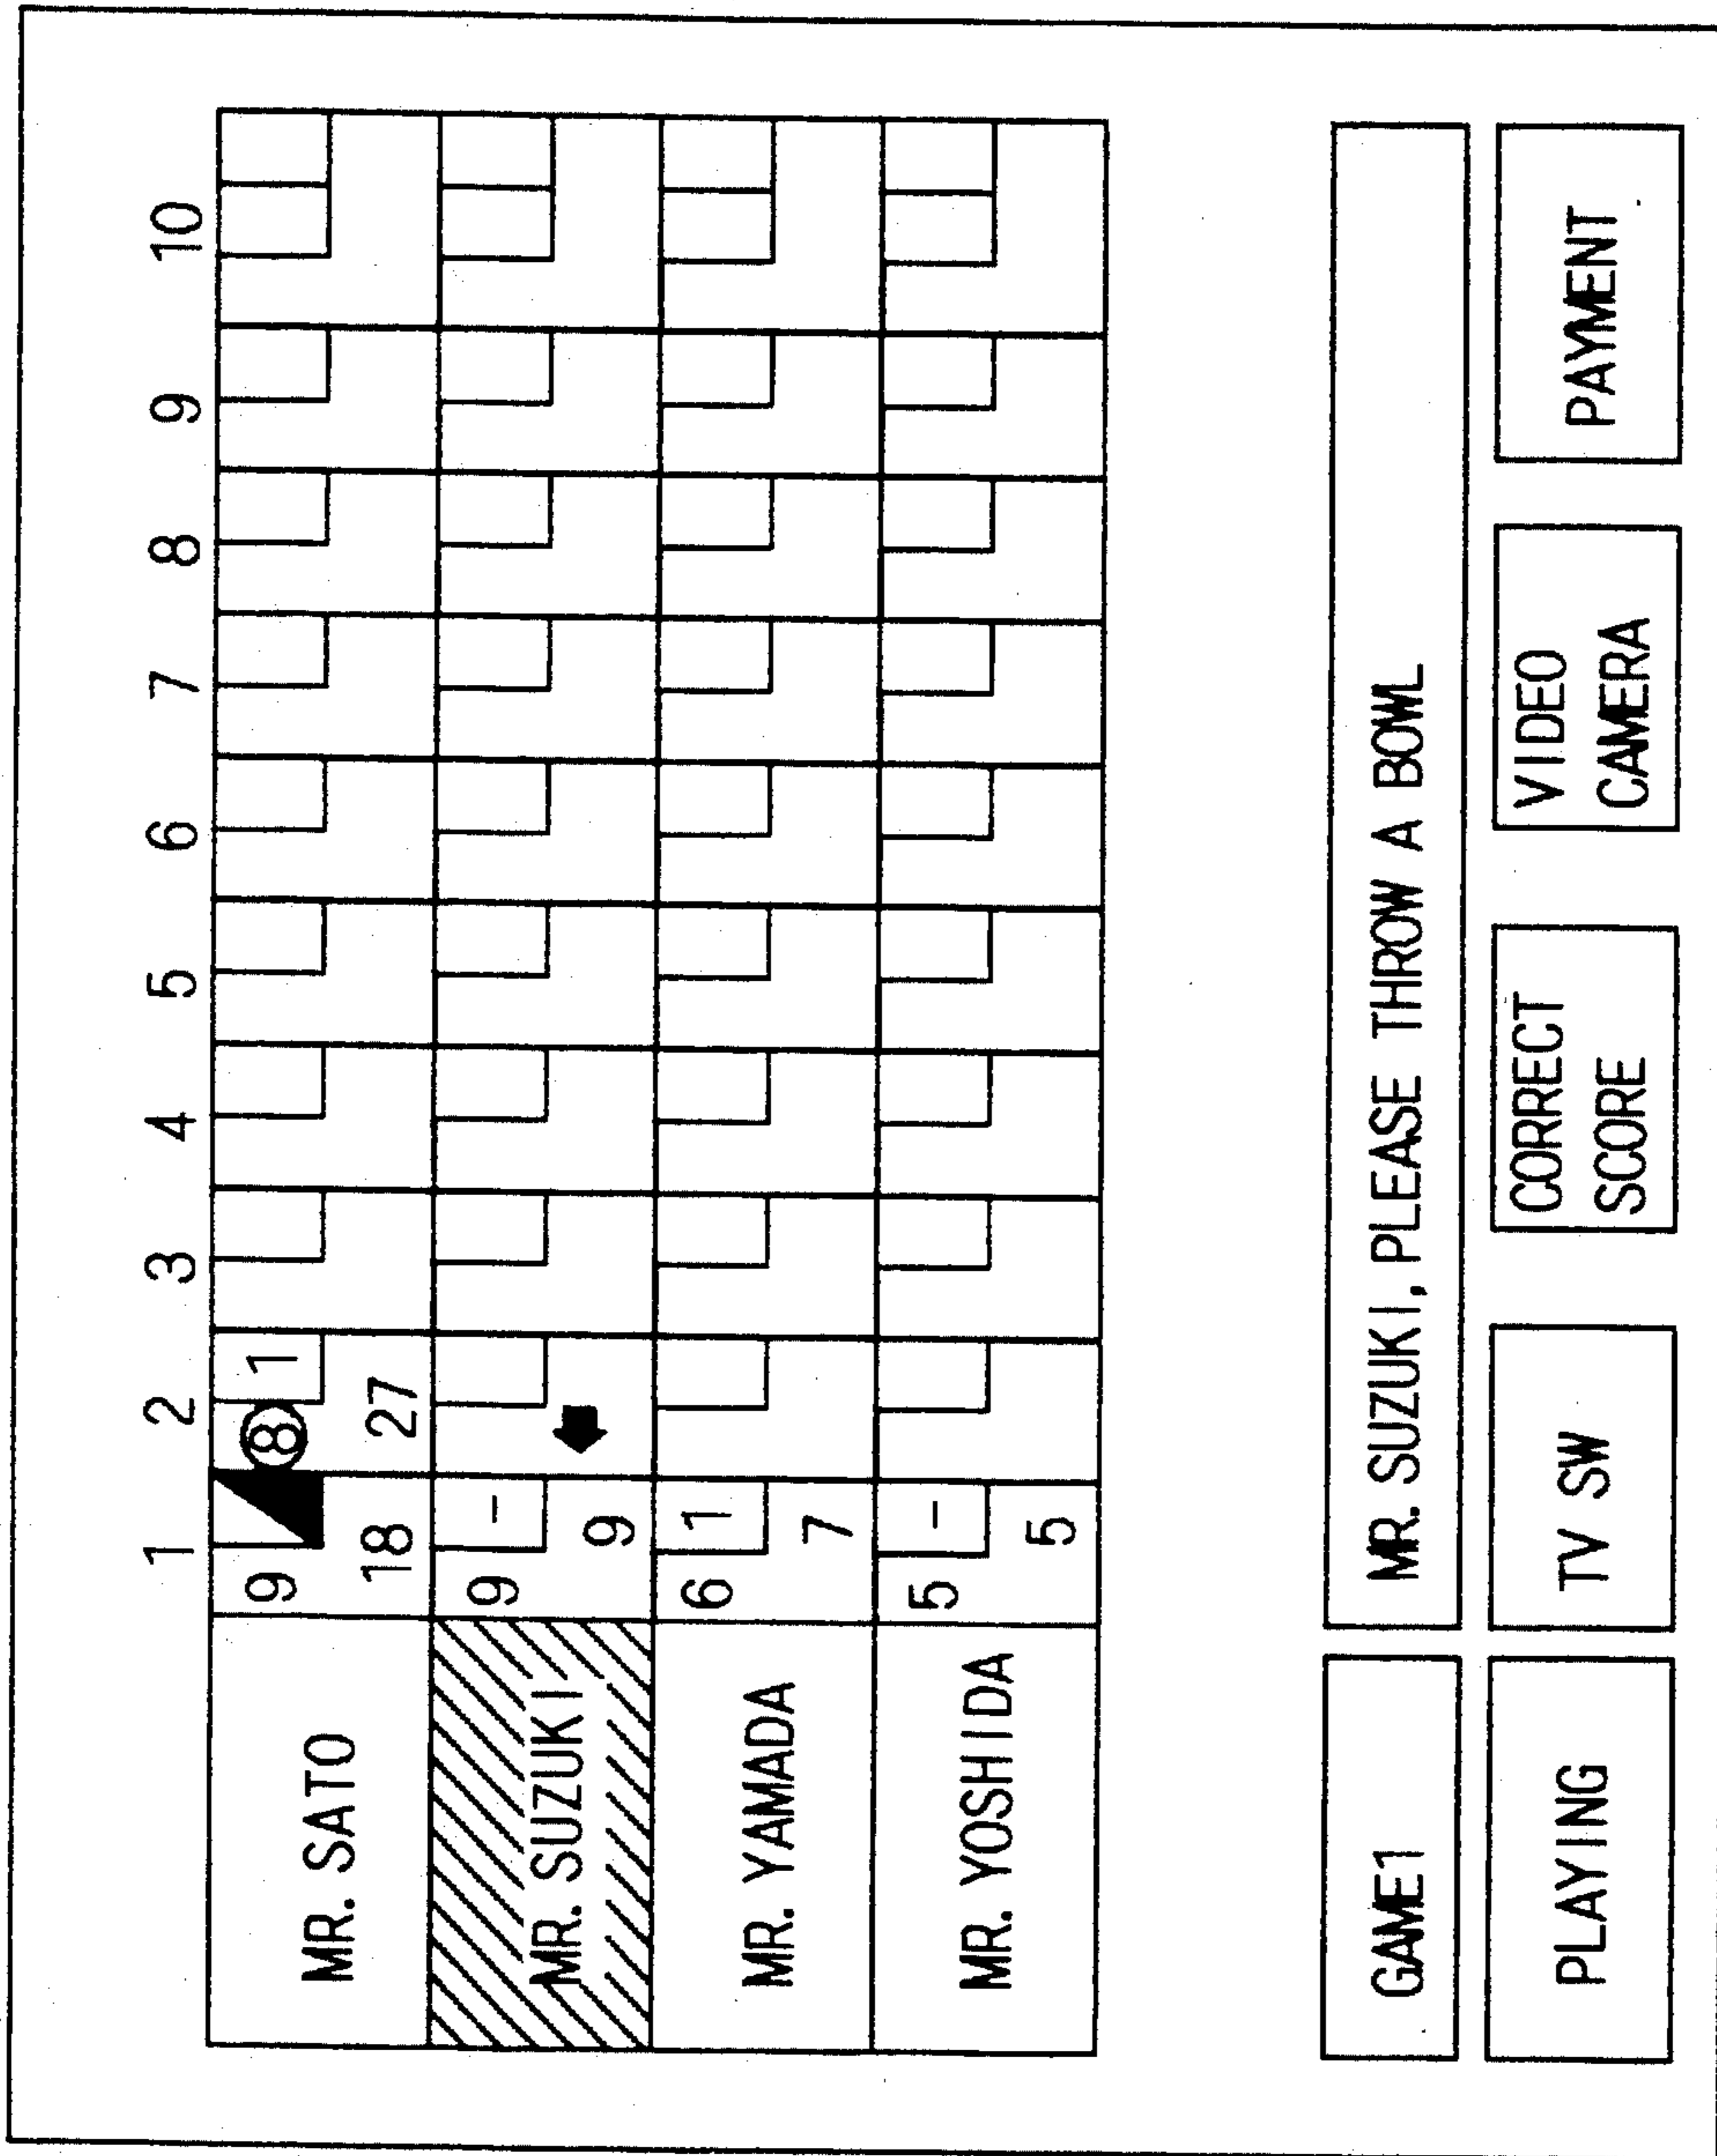 1 2 3 4 5 6 7 8 9 10
MR. SATO 9 8 1
18 27
MR. SUZUKI 9 -
9
MR. YAMADA 6 1
7
MR. YOSHIDA 5 -
5
GAME1 MR. SUZUKI, PLEASE THROW A BOWL
PLAYING TV SW CORRECT SCORE VIDEO CAMERA PAYMENT